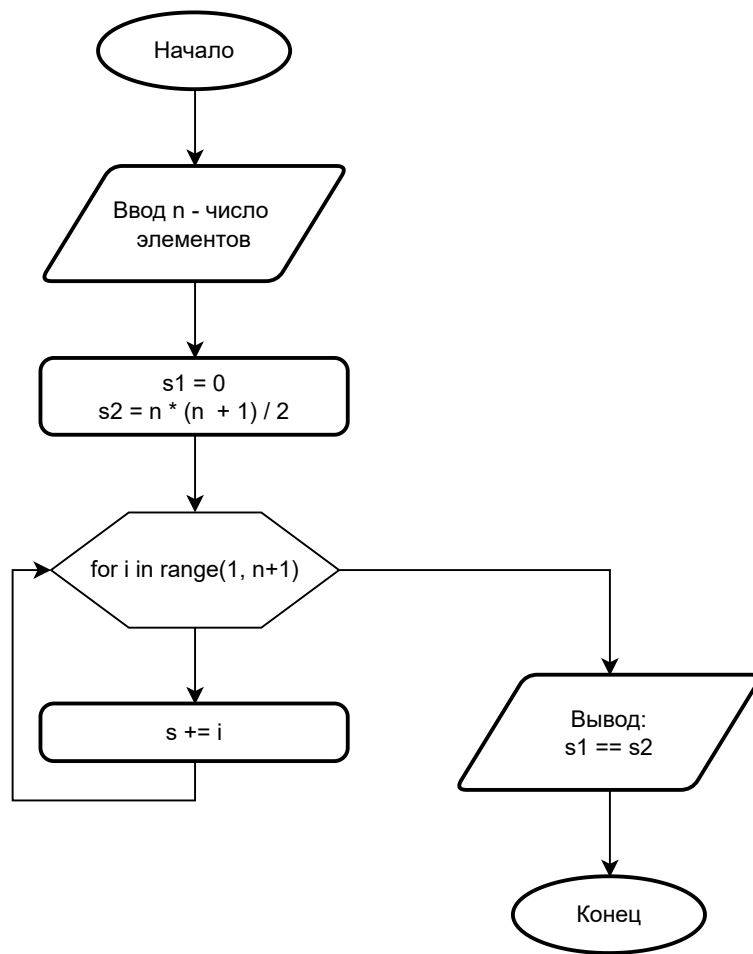 Начало
Ввод n - число
элементов
s1 = 0
s2 = n * (n  + 1) / 2
for i in range(1, n+1)
s += i
Вывод:
s1 == s2
Конец